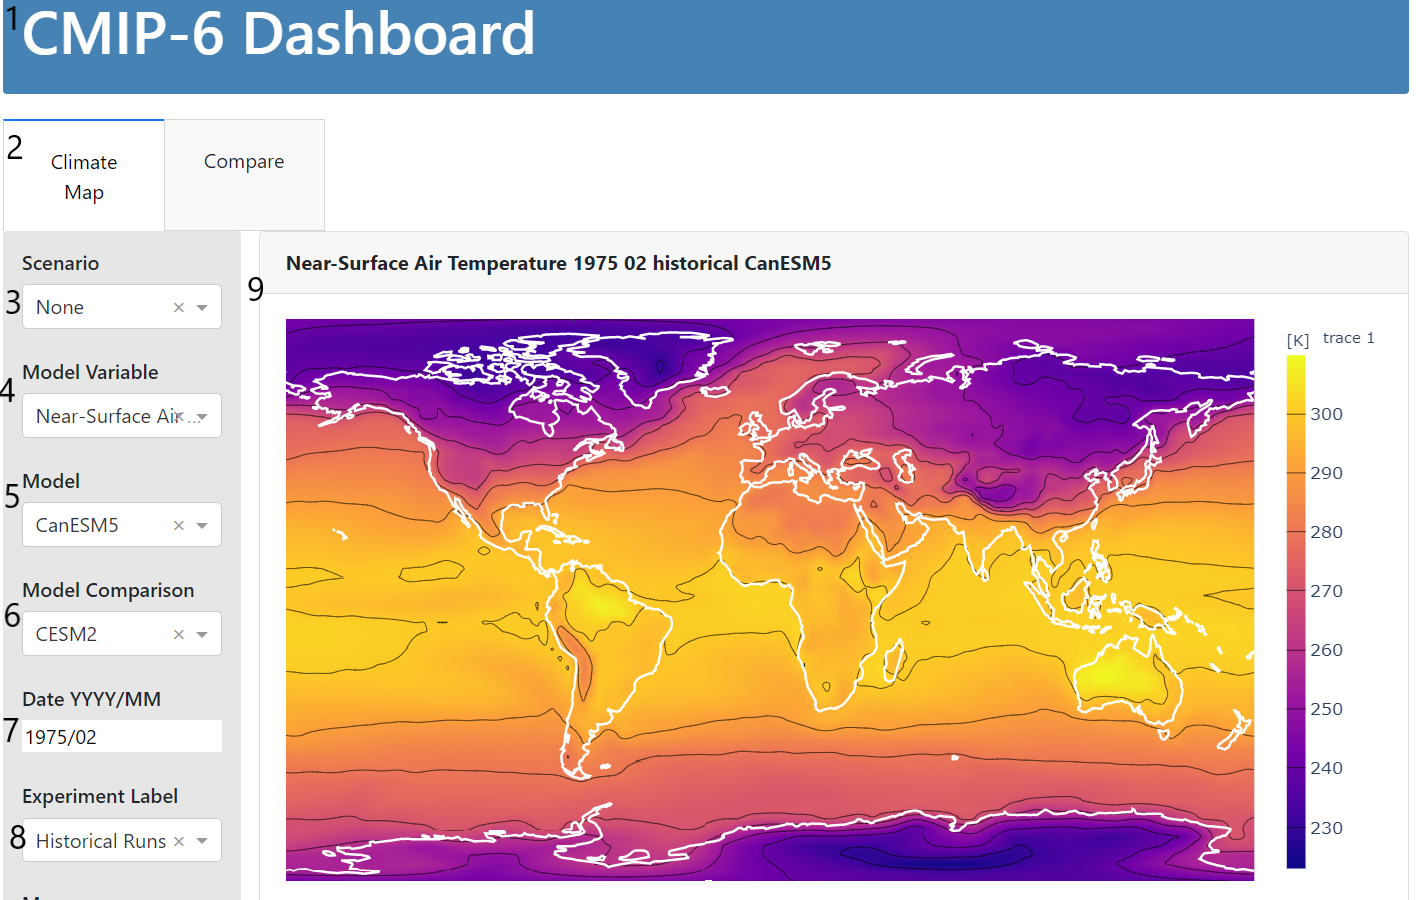 1 CMIP-6 Dashboard
2 Climate
Map
Compare
Scenario
3 None ×
Model Variable
4 Near-Surface Air ...
Model
5 CanESM5 ×
Model Comparison
6 CESM2 ×
Date YYYY/MM
7 1975/02
Experiment Label
8 Historical Runs ×
9 Near-Surface Air Temperature 1975 02 historical CanESM5
[K] trace 1
300
290
280
270
260
250
240
230